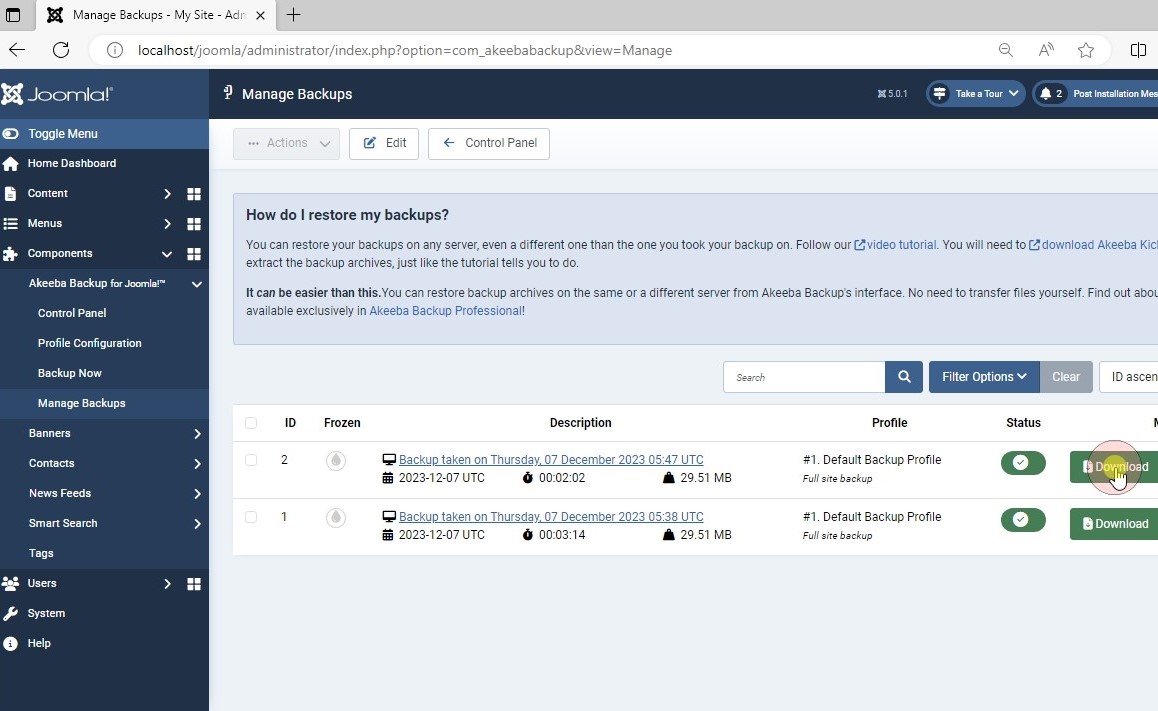 Manage Backups - My Site - Adm
localhost/joomla/administrator/index.php?option=com_akeebabackup&view=Manage
Joomla!
Manage Backups
5.0.1
Take a Tour
2
Post Installation Mes
Toggle Menu
Actions
Edit
Control Panel
Home Dashboard
Content
Menus
Components
Akeeba Backup for Joomla!™
Control Panel
Profile Configuration
Backup Now
Manage Backups
Banners
Contacts
News Feeds
Smart Search
Tags
Users
System
Help
How do I restore my backups?
You can restore your backups on any server, even a different one than the one you took your backup on. Follow our video tutorial. You will need to download Akeeba Kic
extract the backup archives, just like the tutorial tells you to do.
It can be easier than this.You can restore backup archives on the same or a different server from Akeeba Backup's interface. No need to transfer files yourself. Find out abou
available exclusively in Akeeba Backup Professional!
Search
Filter Options
Clear
ID ascen
ID
Frozen
Description
Profile
Status
2
Backup taken on Thursday, 07 December 2023 05:47 UTC
2023-12-07 UTC
00:02:02
29.51 MB
#1. Default Backup Profile
Full site backup
Download
1
Backup taken on Thursday, 07 December 2023 05:38 UTC
2023-12-07 UTC
00:03:14
29.51 MB
#1. Default Backup Profile
Full site backup
Download